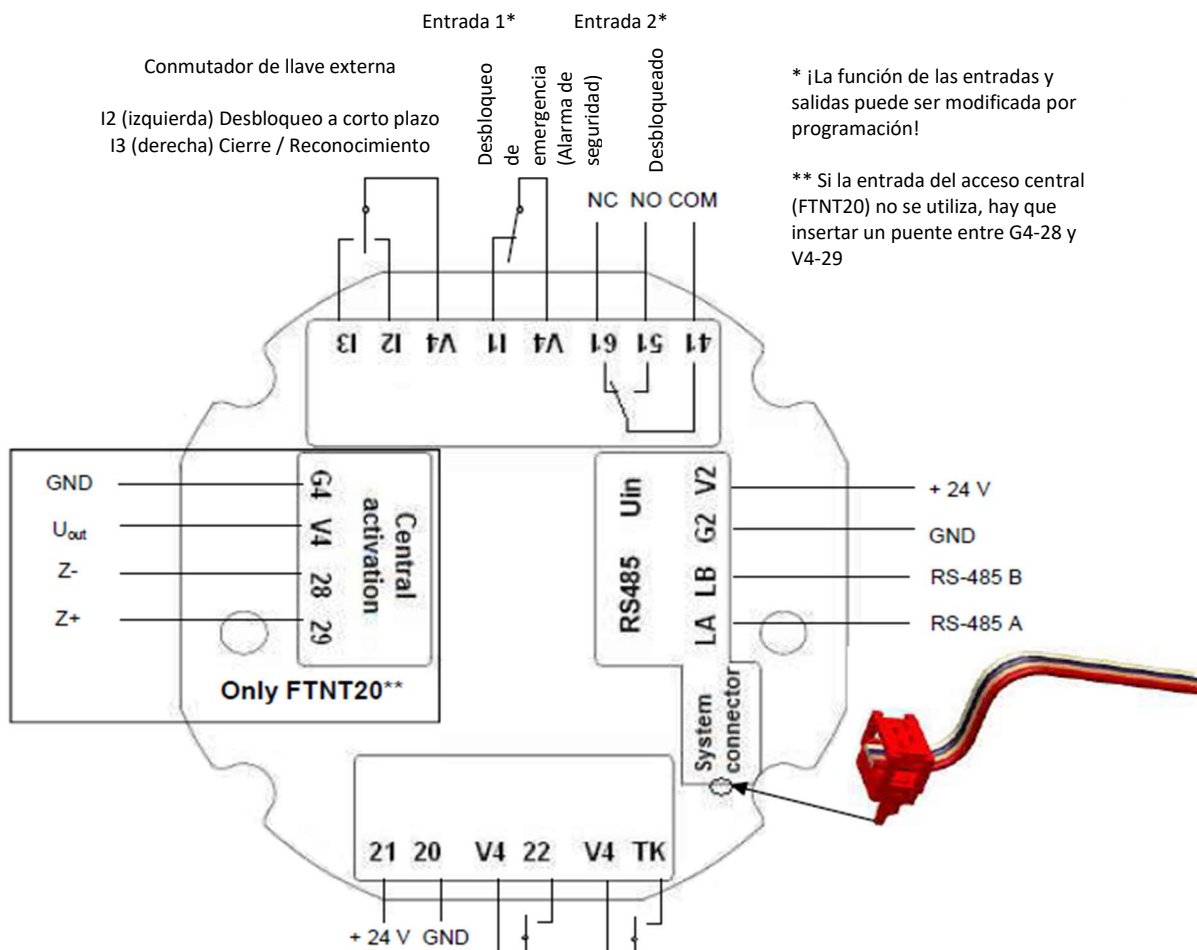 Entrada 1*
Entrada 2*
Conmutador de llave externa
I2 (izquierda) Desbloqueo a corto plazo
I3 (derecha) Cierre / Reconocimiento
Desbloqueo
de
emergencia
(Alarma de
seguridad)
Desbloqueado
* ¡La función de las entradas y
salidas puede ser modificada por
programación!
** Si la entrada del acceso central
(FTNT20) no se utiliza, hay que
insertar un puente entre G4-28 y
V4-29
NC NO COM
I3 I2 V4 I1 V4 61 51 41
GND
Uout
Z-
Z+
G4
V4
28
29
Central
activation
Only FTNT20**
Uin
RS485
V2
G2
LB
LA
+ 24 V
GND
RS-485 B
RS-485 A
System
connector
21 20 V4 22 V4 TK
+ 24 V GND